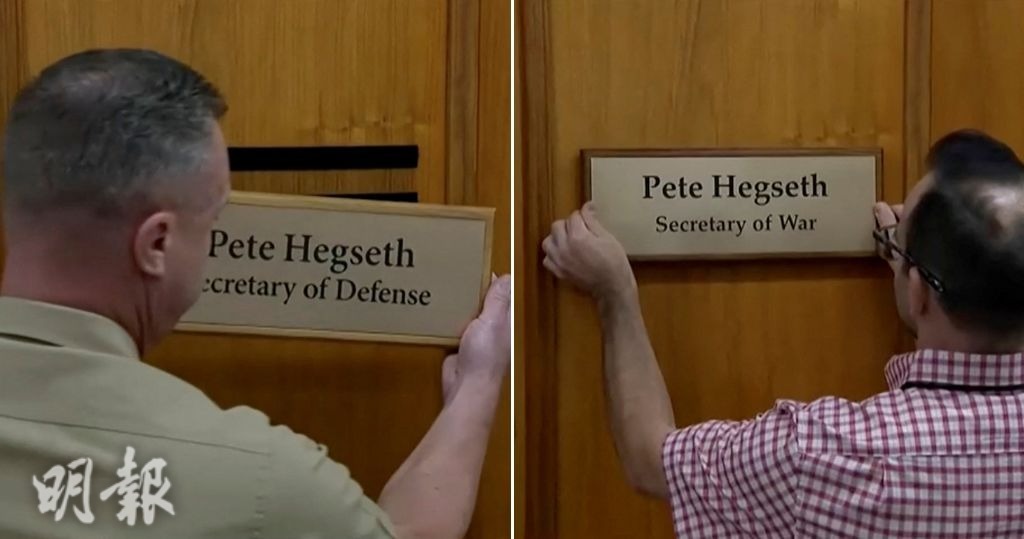 Pete Hegseth
ecretary of Defense
明報
Pete Hegseth
Secretary of War